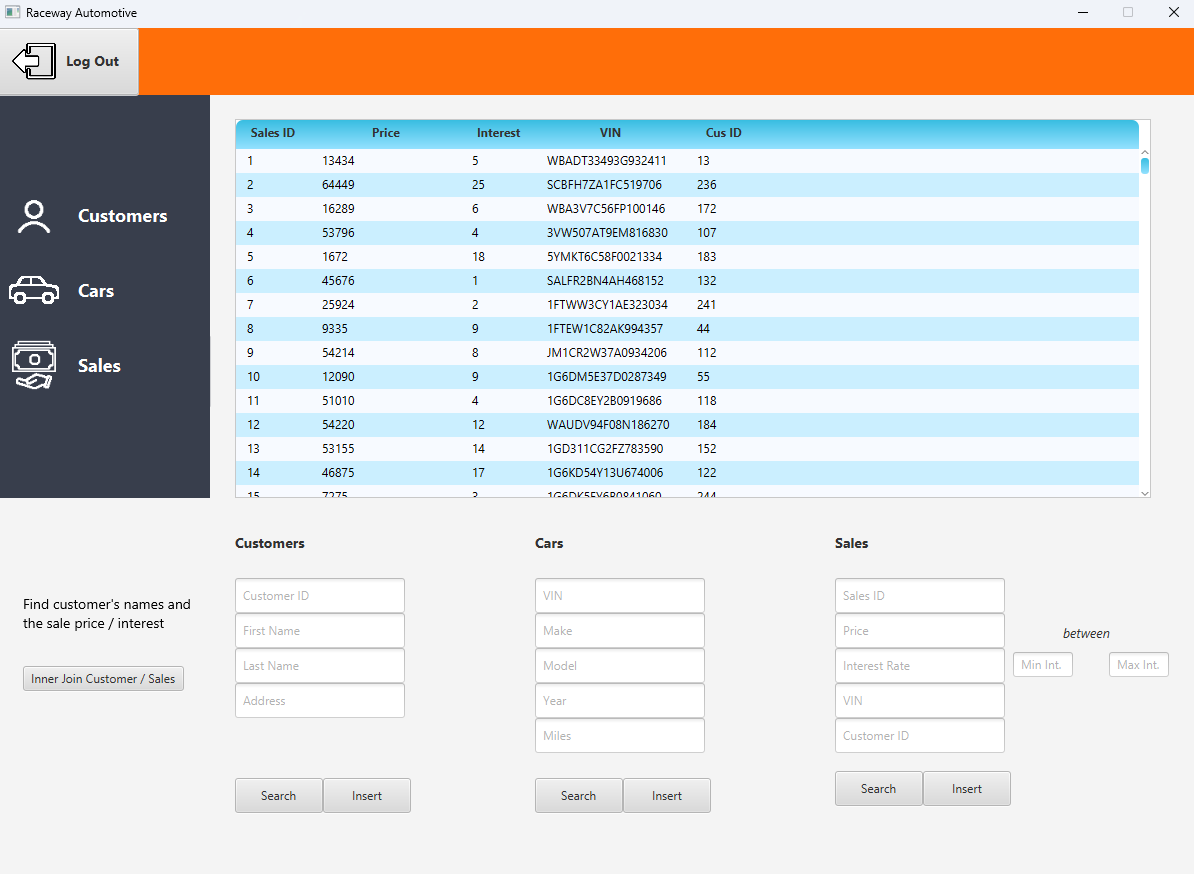 Raceway Automotive
Log Out
Customers
Cars
Sales
Sales ID Price Interest VIN Cus ID
1 13434 5 WBADT33493G932411 13
2 64449 25 SCBFH7ZA1FC519706 236
3 16289 6 WBA3V7C56FP100146 172
4 53796 4 3VW507AT9EM816830 107
5 1672 18 5YMKT6C58F0021334 183
6 45676 1 SALFR2BN4AH468152 132
7 25924 2 1FTWW3CY1AE323034 241
8 9335 9 1FTEW1C82AK994357 44
9 54214 8 JM1CR2W37A0934206 112
10 12090 9 1G6DM5E37D0287349 55
11 51010 4 1G6DC8EY2B0919686 118
12 54220 12 WAUDV94F08N186270 184
13 53155 14 1GD311CG2FZ783590 152
14 46875 17 1G6KD54Y13U674006 122
15 7275 3 1G6DK5EY6B0841060 244
Find customer's names and
the sale price / interest
Inner Join Customer / Sales
Customers
Customer ID
First Name
Last Name
Address
Search Insert
Cars
VIN
Make
Model
Year
Miles
Search Insert
Sales
Sales ID
Price
Interest Rate
VIN
Customer ID
between
Min Int. Max Int.
Search Insert